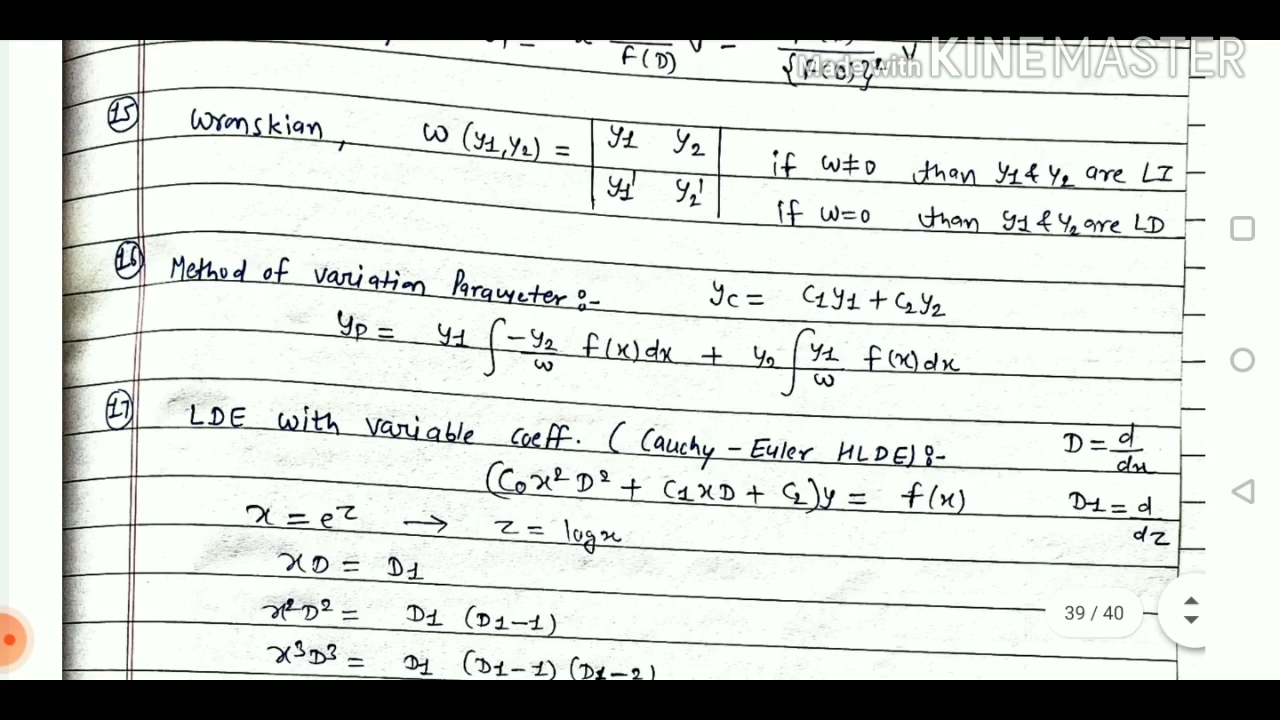 f(D) V - V
Made with KINEMASTER
15 Wronskian, W (y1, y2) = | y1 y2 | if W≠0 than y1 & y2 are LI
| y1' y2' | if W=0 than y1 & y2 are LD
16 Method of variation Parameter :- yc = C1y1 + C2y2
yp = y1 ∫ -y2/W f(x) dx + y2 ∫ y1/W f(x) dx
17 LDE with variable coeff. ( Cauchy - Euler HLDE) :- D = d/dx
(C0x²D² + C1xD + C2)y = f(x) D1 = d/dz
x = e^z → z = logx
xD = D1
x²D² = D1 (D1-1)
39 / 40
x³D³ = D1 (D1-1) (D1-2)